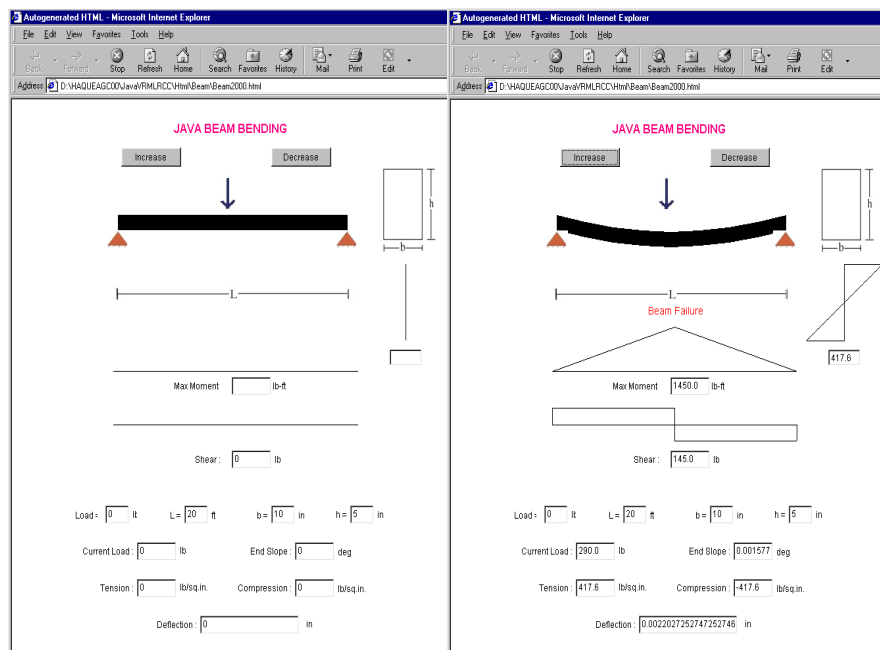 Autogenerated HTML - Microsoft Internet Explorer
File Edit View Favorites Tools Help
Back Forward Stop Refresh Home Search Favorites History Mail Print Edit
Address D:\HAQUEAGC00\JavaVRMLRCC\Html\Beam\Beam2000.html
JAVA BEAM BENDING
Increase Decrease
h
b
L
Max Moment lb-ft
Shear : 0 lb
Load = 0 lb L = 20 ft b = 10 in h = 5 in
Current Load : 0 lb End Slope : 0 deg
Tension : 0 lb/sq.in. Compression : 0 lb/sq.in.
Deflection : 0 in
Autogenerated HTML - Microsoft Internet Explorer
File Edit View Favorites Tools Help
Back Forward Stop Refresh Home Search Favorites History Mail Print Edit
Address D:\HAQUEAGC00\JavaVRMLRCC\Html\Beam\Beam2000.html
JAVA BEAM BENDING
Increase Decrease
h
b
L
Beam Failure
417.6
Max Moment 1450.0 lb-ft
Shear : 145.0 lb
Load = 0 lb L = 20 ft b = 10 in h = 5 in
Current Load : 290.0 lb End Slope : 0.001577 deg
Tension : 417.6 lb/sq.in. Compression : -417.6 lb/sq.in.
Deflection : 0.0022027252747252746 in